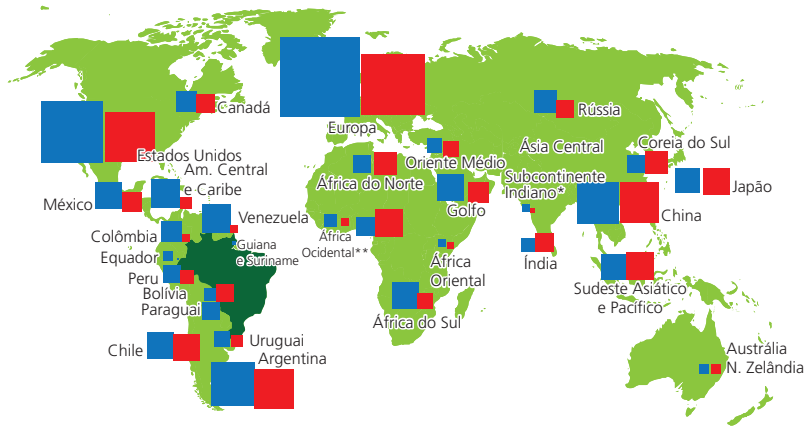 Canadá
Estados Unidos
Am. Central
e Caribe
México
Venezuela
Colômbia
Guiana
e Suriname
Equador
Peru
Bolívia
Paraguai
Chile
Uruguai
Argentina
Europa
Rússia
Oriente Médio
Ásia Central
Coreia do Sul
África do Norte
Subcontinente
Indiano*
Golfo
Japão
China
África
Ocidental**
África
Oriental
Índia
África do Sul
Sudeste Asiático
e Pacífico
Austrália
N. Zelândia
60°